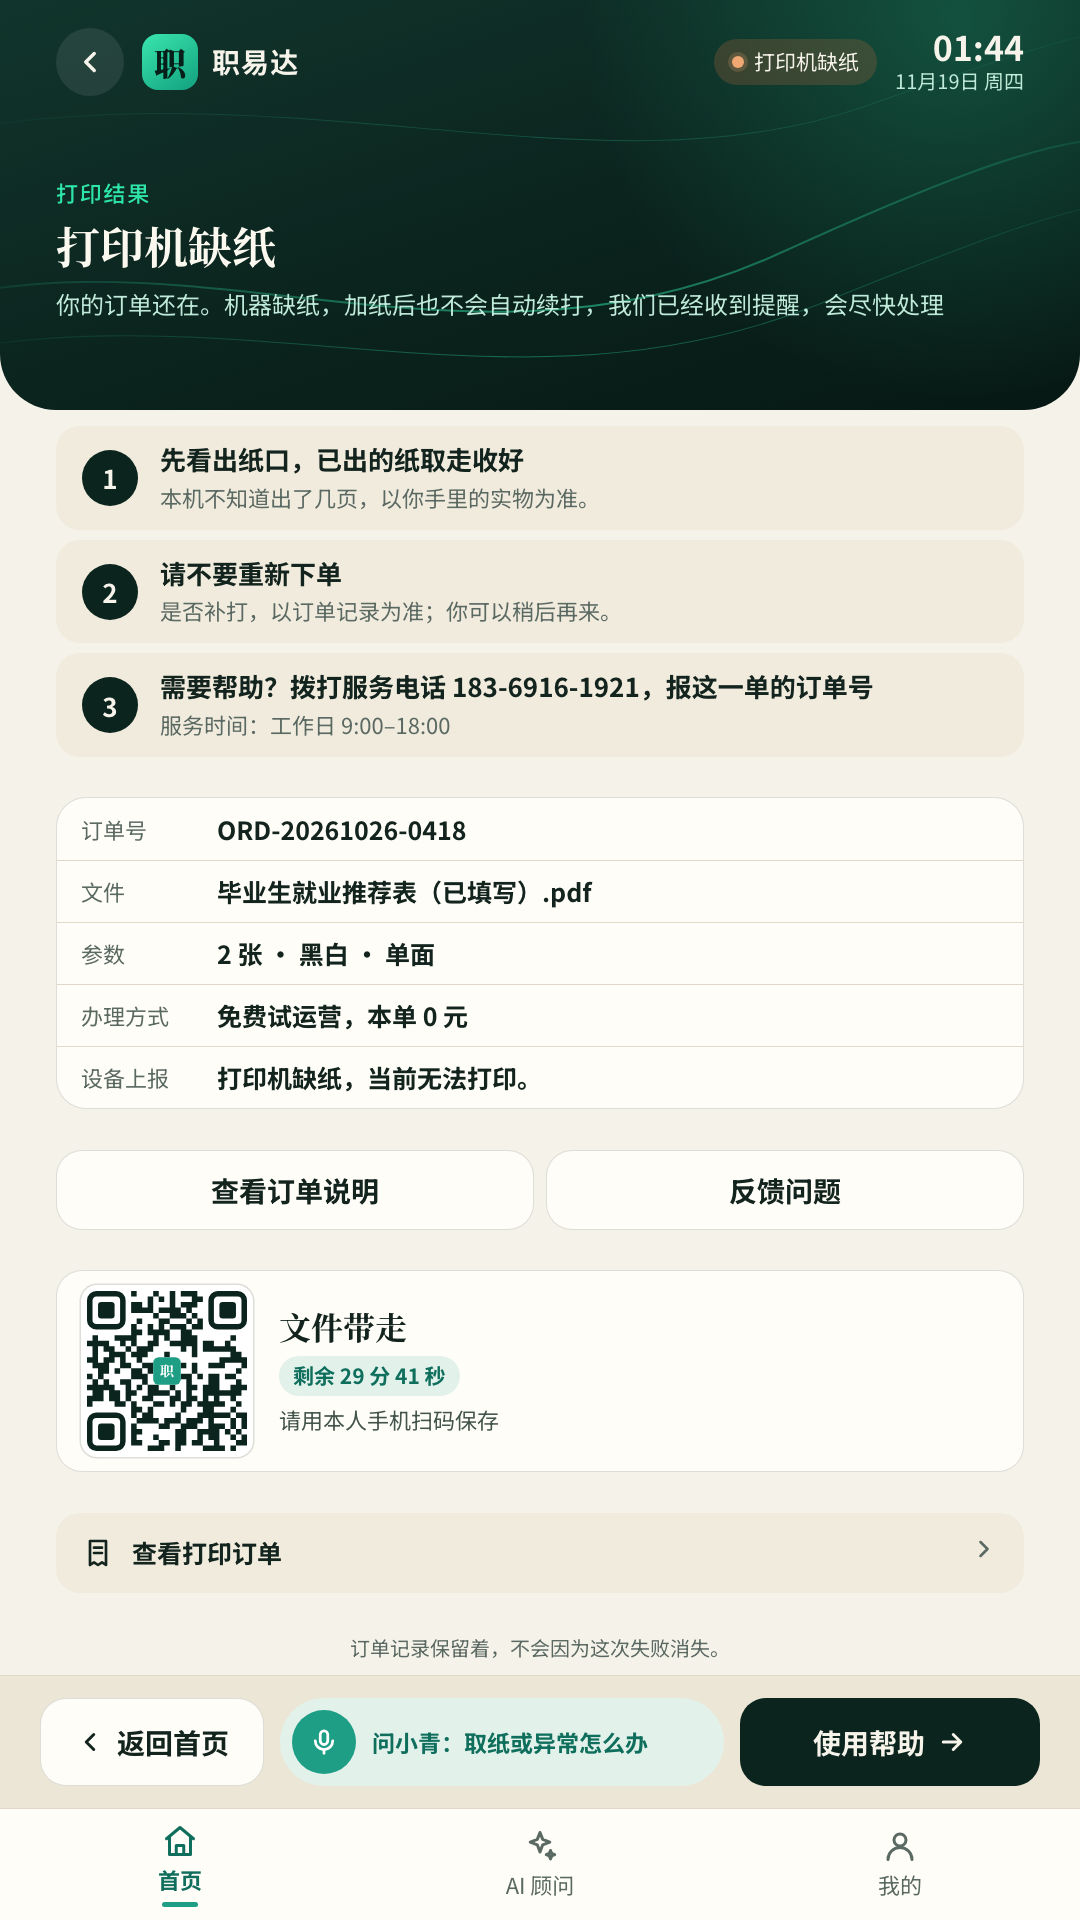 职 职易达
打印机缺纸
01:44
11月19日 周四
打印结果
打印机缺纸
你的订单还在。机器缺纸，加纸后也不会自动续打，我们已经收到提醒，会尽快处理
1
先看出纸口，已出的纸取走收好
本机不知道出了几页，以你手里的实物为准。
2
请不要重新下单
是否补打，以订单记录为准；你可以稍后再来。
3
需要帮助？拨打服务电话 183-6916-1921，报这一单的订单号
服务时间：工作日 9:00–18:00
订单号 ORD-20261026-0418
文件 毕业生就业推荐表（已填写）.pdf
参数 2 张 · 黑白 · 单面
办理方式 免费试运营，本单 0 元
设备上报 打印机缺纸，当前无法打印。
查看订单说明 反馈问题
职
文件带走
剩余 29 分 41 秒
请用本人手机扫码保存
查看打印订单
订单记录保留着，不会因为这次失败消失。
返回首页 问小青：取纸或异常怎么办 使用帮助
首页 AI 顾问 我的